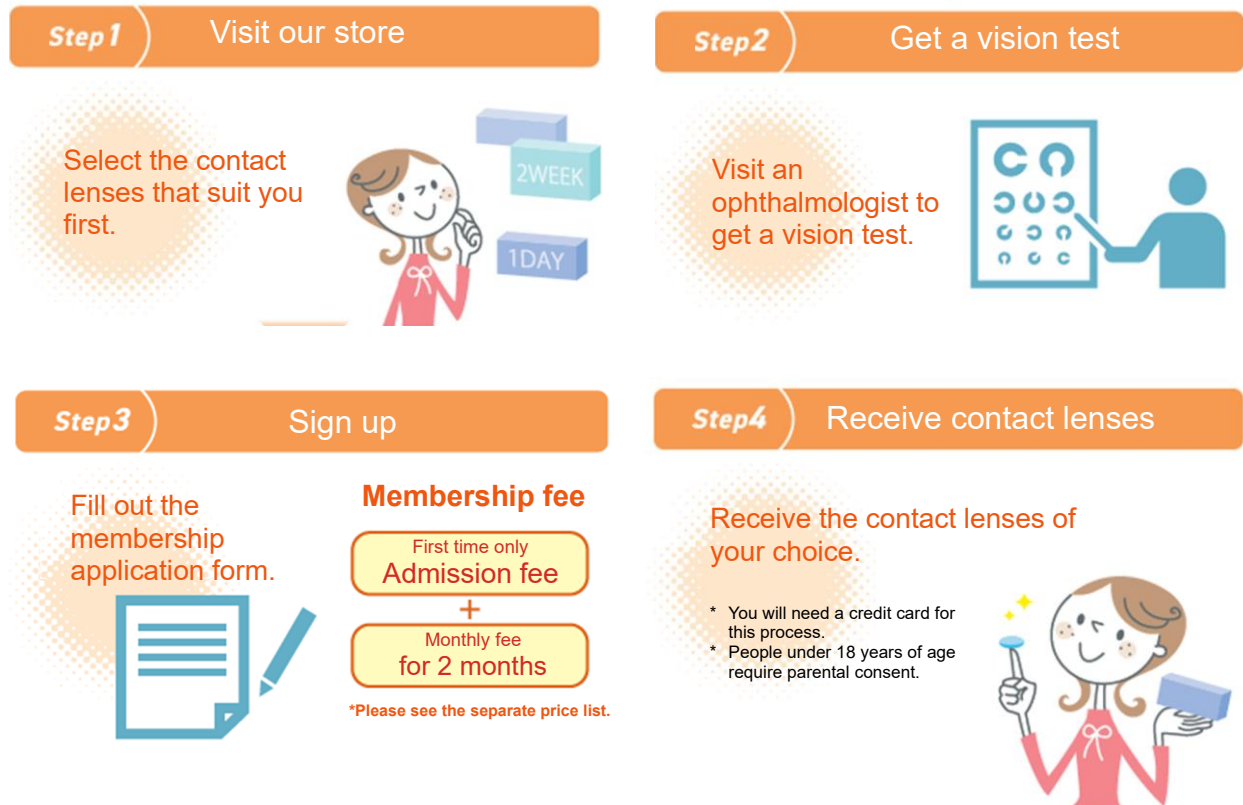 Step1
Visit our store
Select the contact
lenses that suit you
first.
2WEEK
1DAY
Step2
Get a vision test
Visit an
ophthalmologist to
get a vision test.
Step3
Sign up
Fill out the
membership
application form.
Membership fee
First time only
Admission fee
+
Monthly fee
for 2 months
*Please see the separate price list.
Step4
Receive contact lenses
Receive the contact lenses of
your choice.
* You will need a credit card for
this process.
* People under 18 years of age
require parental consent.